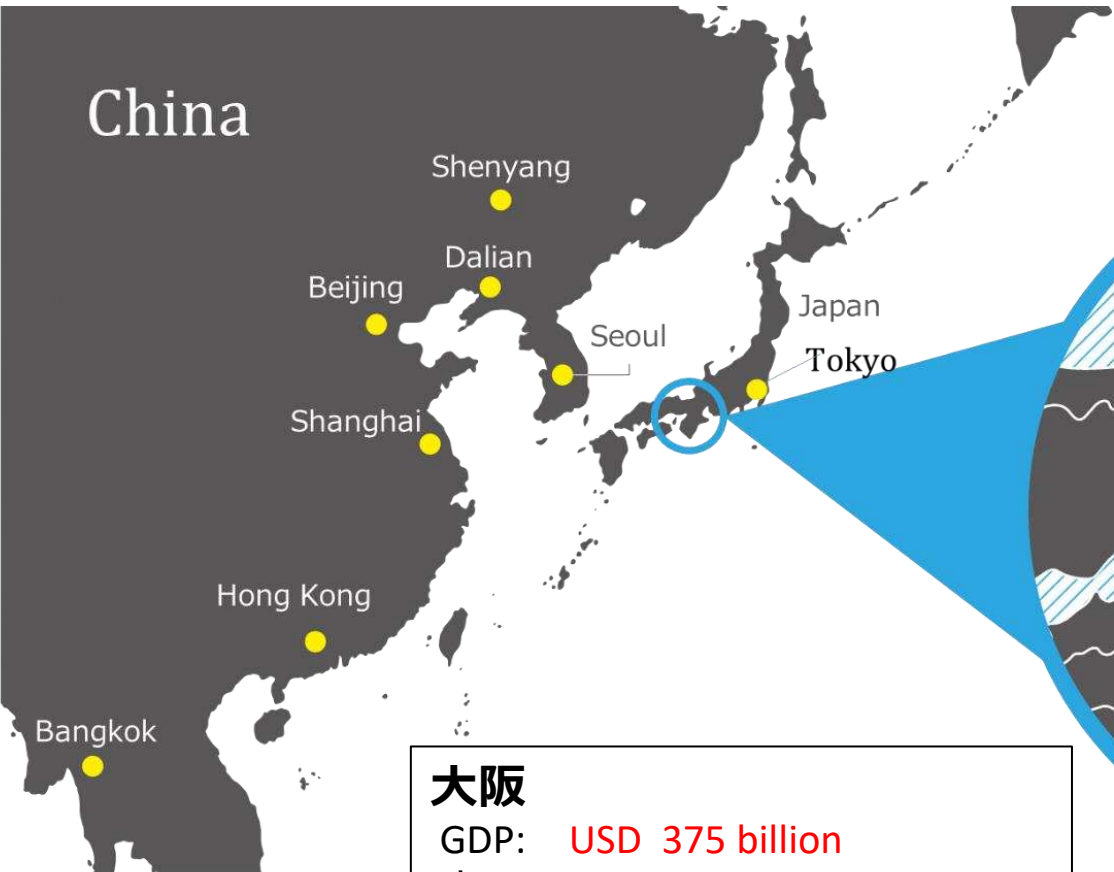 China
Shenyang
Dalian
Beijing
Japan
Seoul
Tokyo
Shanghai
Hong Kong
Bangkok
大阪
GDP: USD 375 billion